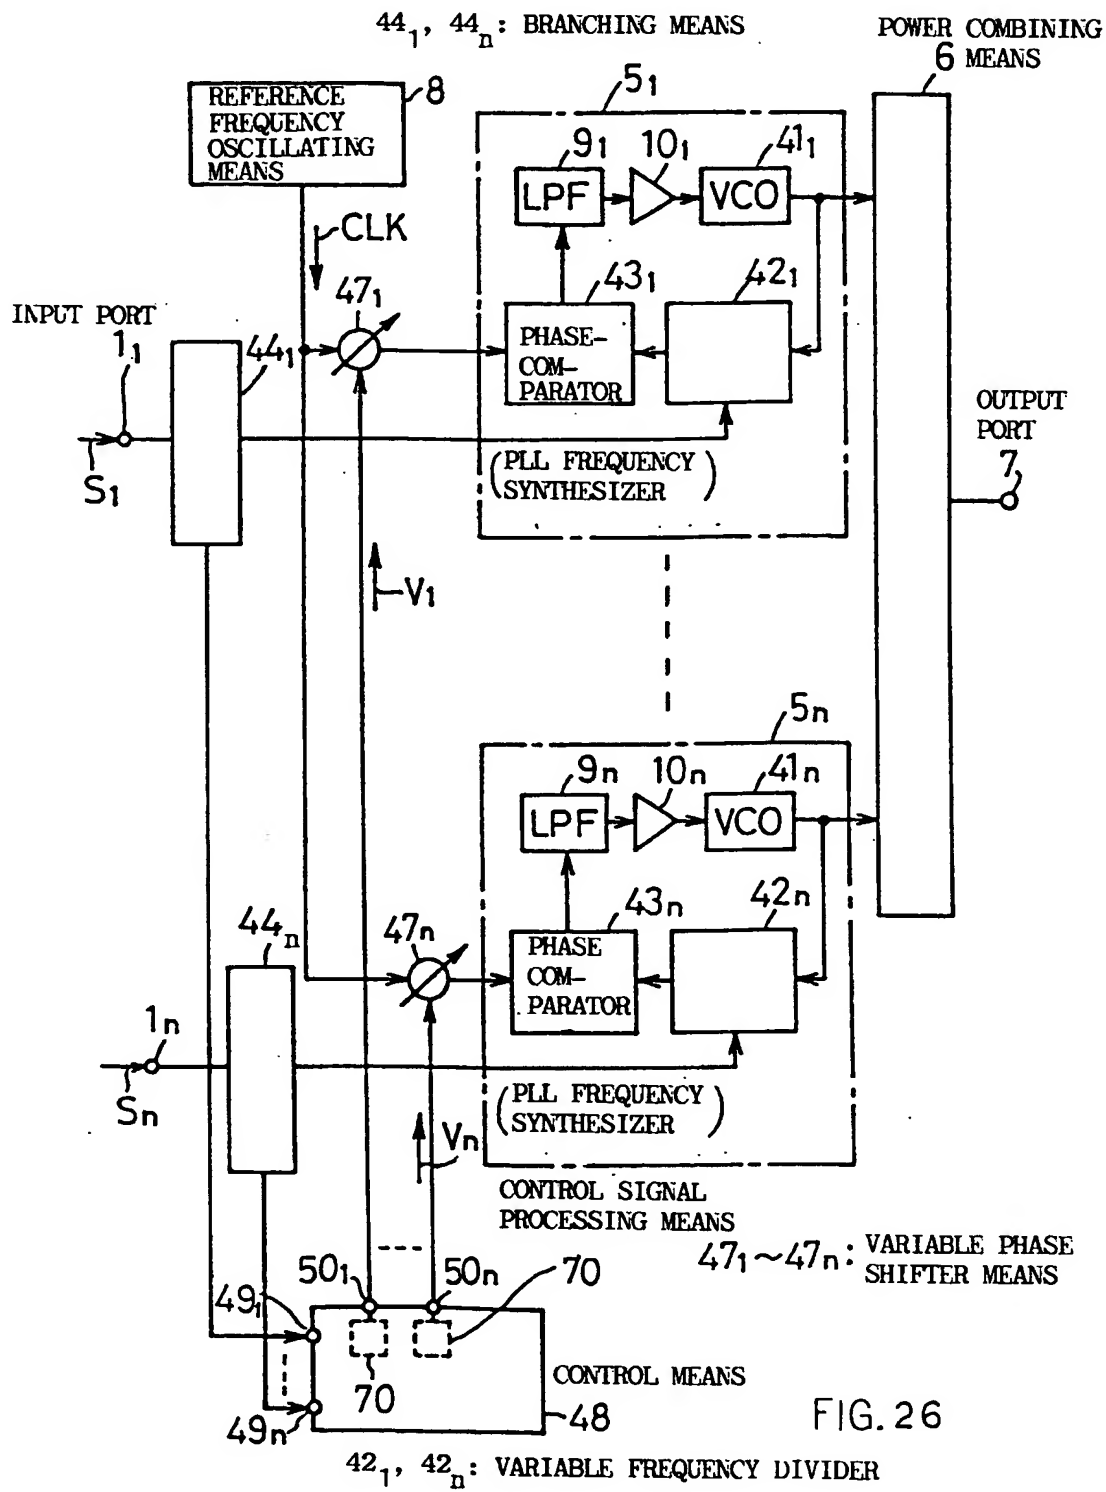 44₁, 44ₙ: BRANCHING MEANS
POWER COMBINING
6 MEANS
REFERENCE
FREQUENCY
OSCILLATING
MEANS
8
5₁
9₁
10₁
41₁
LPF
VCO
CLK
47₁
43₁
42₁
INPUT PORT
1₁
44₁
PHASE-
COM-
PARATOR
OUTPUT
PORT
7
S₁
(PLL FREQUENCY
SYNTHESIZER)
V₁
5n
9n
10n
41n
LPF
VCO
44ₙ
47n
43n
42n
PHASE
COM-
PARATOR
1n
Sn
(PLL FREQUENCY
SYNTHESIZER)
Vn
CONTROL SIGNAL
PROCESSING MEANS
47₁~47n: VARIABLE PHASE
SHIFTER MEANS
50₁
50n
70
49₁
70
CONTROL MEANS
49n
48
FIG. 26
42₁, 42ₙ: VARIABLE FREQUENCY DIVIDER